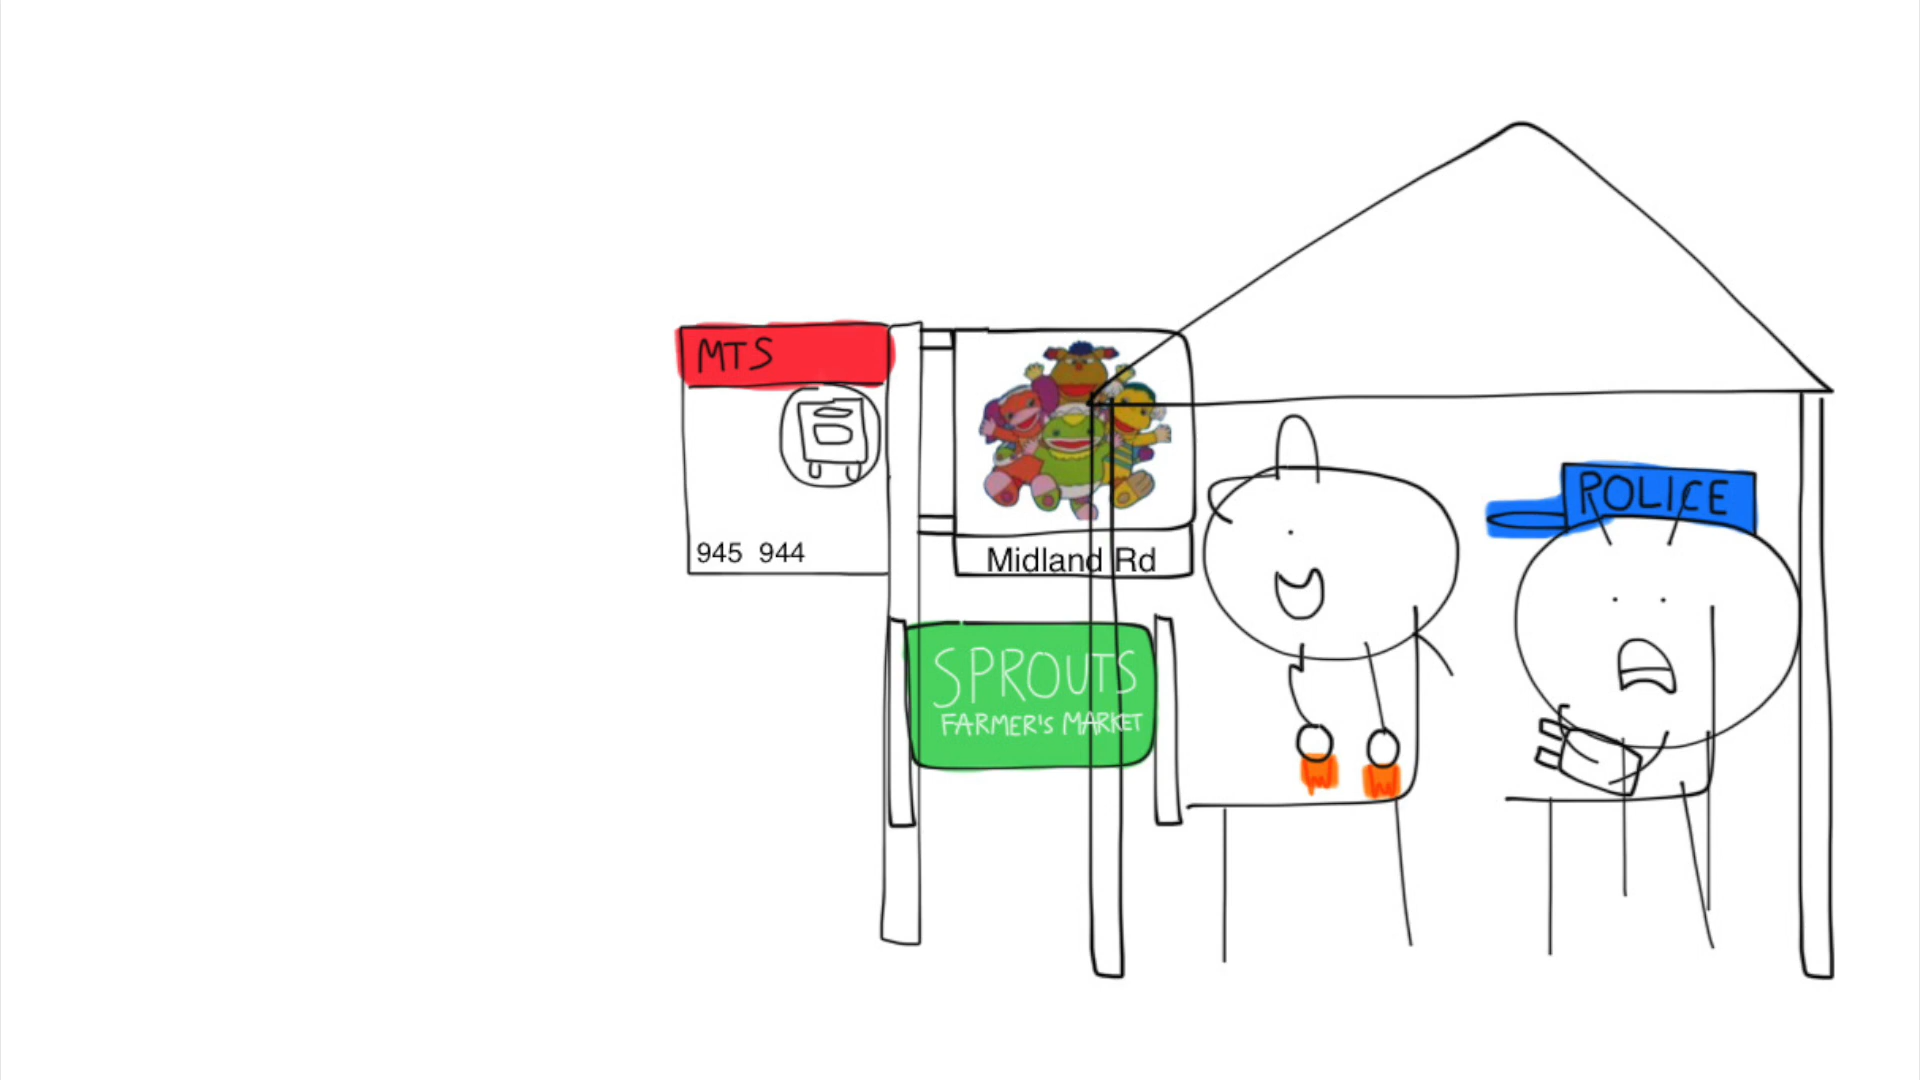 MTS
945 944
Midland Rd
SPROUTS
FARMER'S MARKET
POLICE